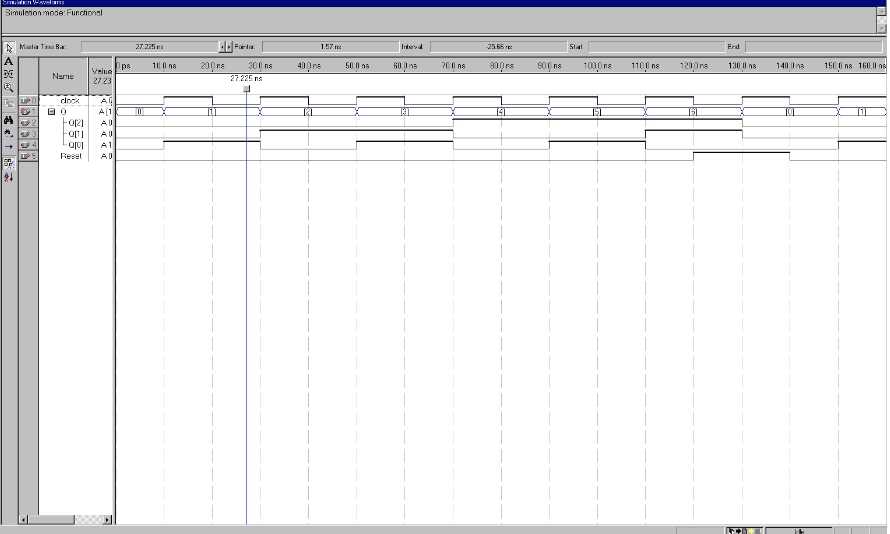 Simulation Waveforms
Simulation mode: Functional
Master Time Bar: 27.225 ns Pointer: 1.57 ns Interval: -25.66 ns Start: End:
Name Value 27.23
0 ps 10.0 ns 20.0 ns 30.0 ns 40.0 ns 50.0 ns 60.0 ns 70.0 ns 80.0 ns 90.0 ns 100.0 ns 110.0 ns 120.0 ns 130.0 ns 140.0 ns 150.0 ns 160.0 ns
27.225 ns
0 clock A
1 Q A [1 [0] [1] [2] [3] [4] [5] [6] [0] [1]
2 Q[2] A 0
3 Q[1] A 0
4 Q[0] A 1
5 Reset A 0